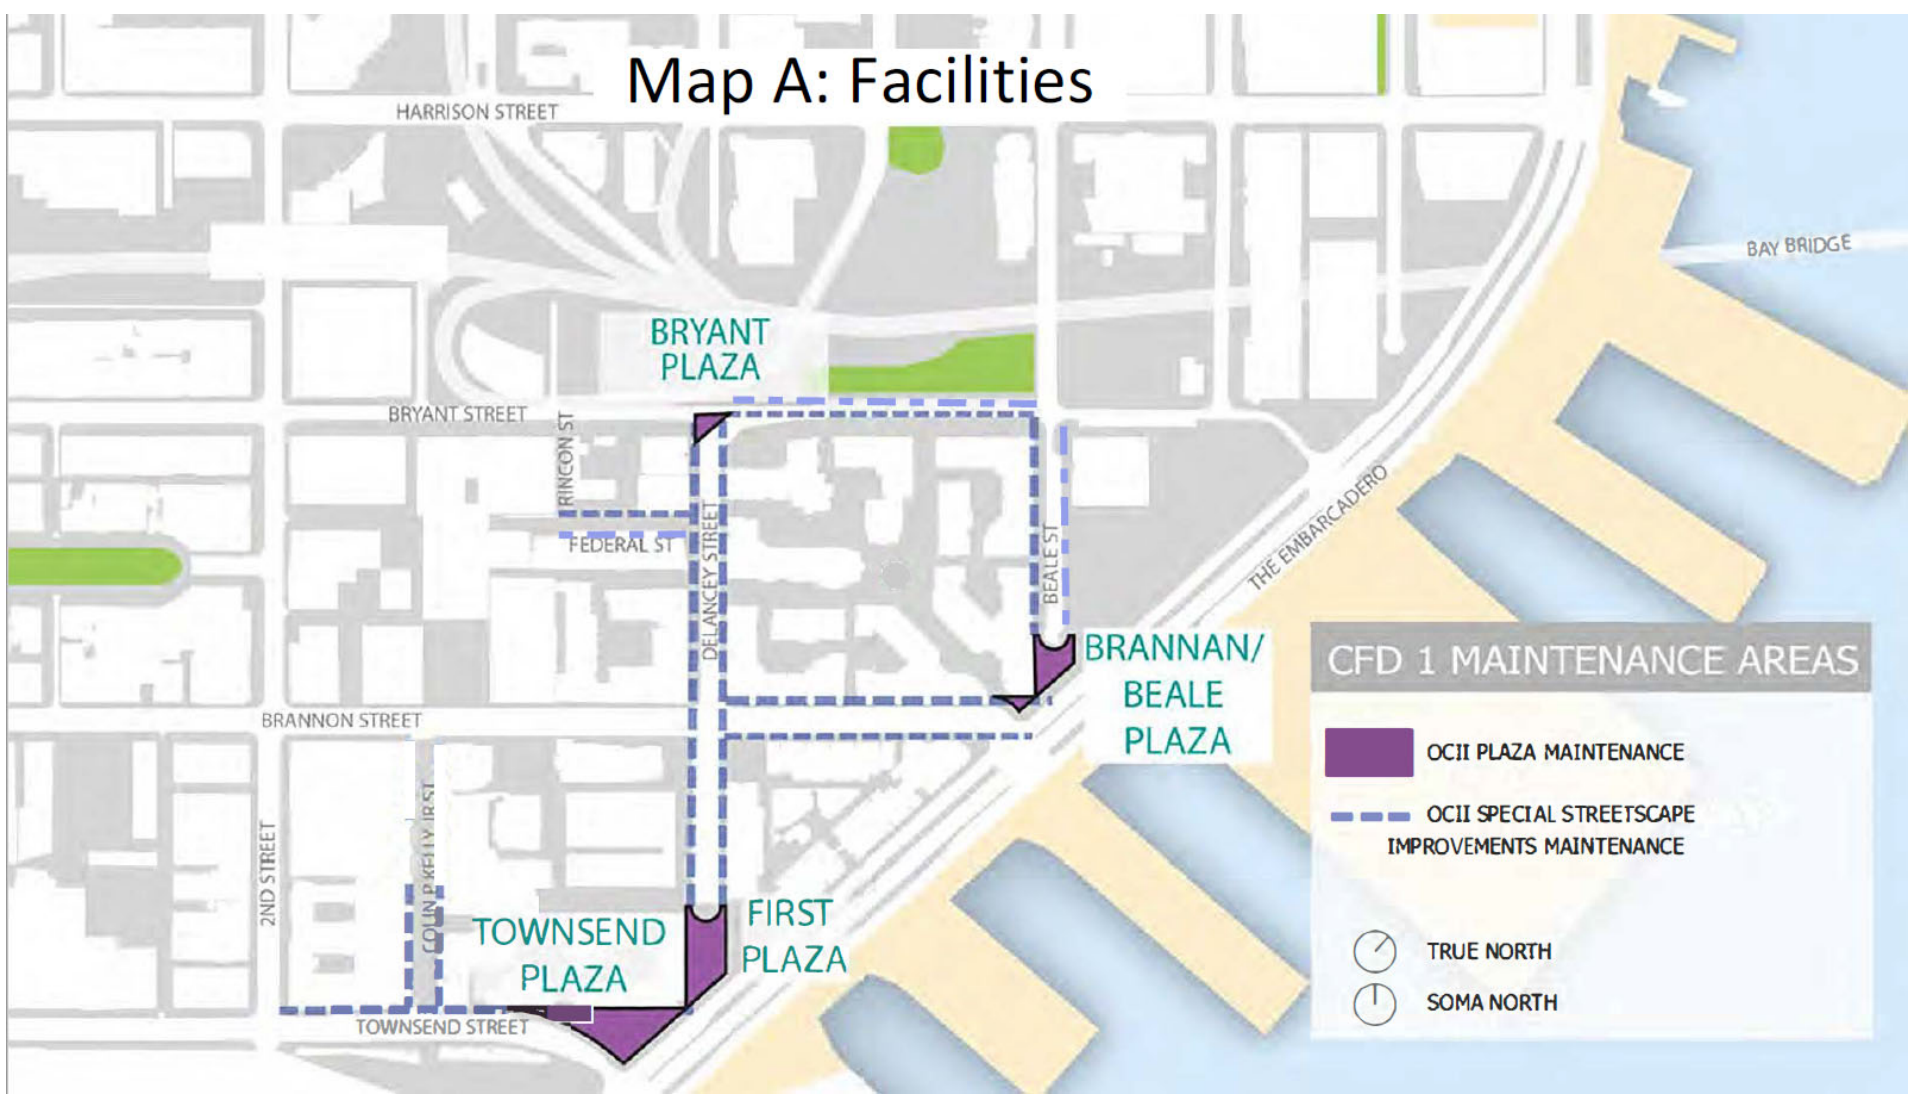 Map A: Facilities
HARRISON STREET
BAY BRIDGE
BRYANT
PLAZA
BRYANT STREET
RINCON ST
FEDERAL ST
DELANCEY STREET
BEALE ST
THE EMBARCADERO
BRANNAN/
BEALE
PLAZA
BRANNON STREET
2ND STREET
COLIN P KELLY JR ST
TOWNSEND
PLAZA
FIRST
PLAZA
TOWNSEND STREET
CFD 1 MAINTENANCE AREAS
OCII PLAZA MAINTENANCE
OCII SPECIAL STREETSCAPE
IMPROVEMENTS MAINTENANCE
TRUE NORTH
SOMA NORTH